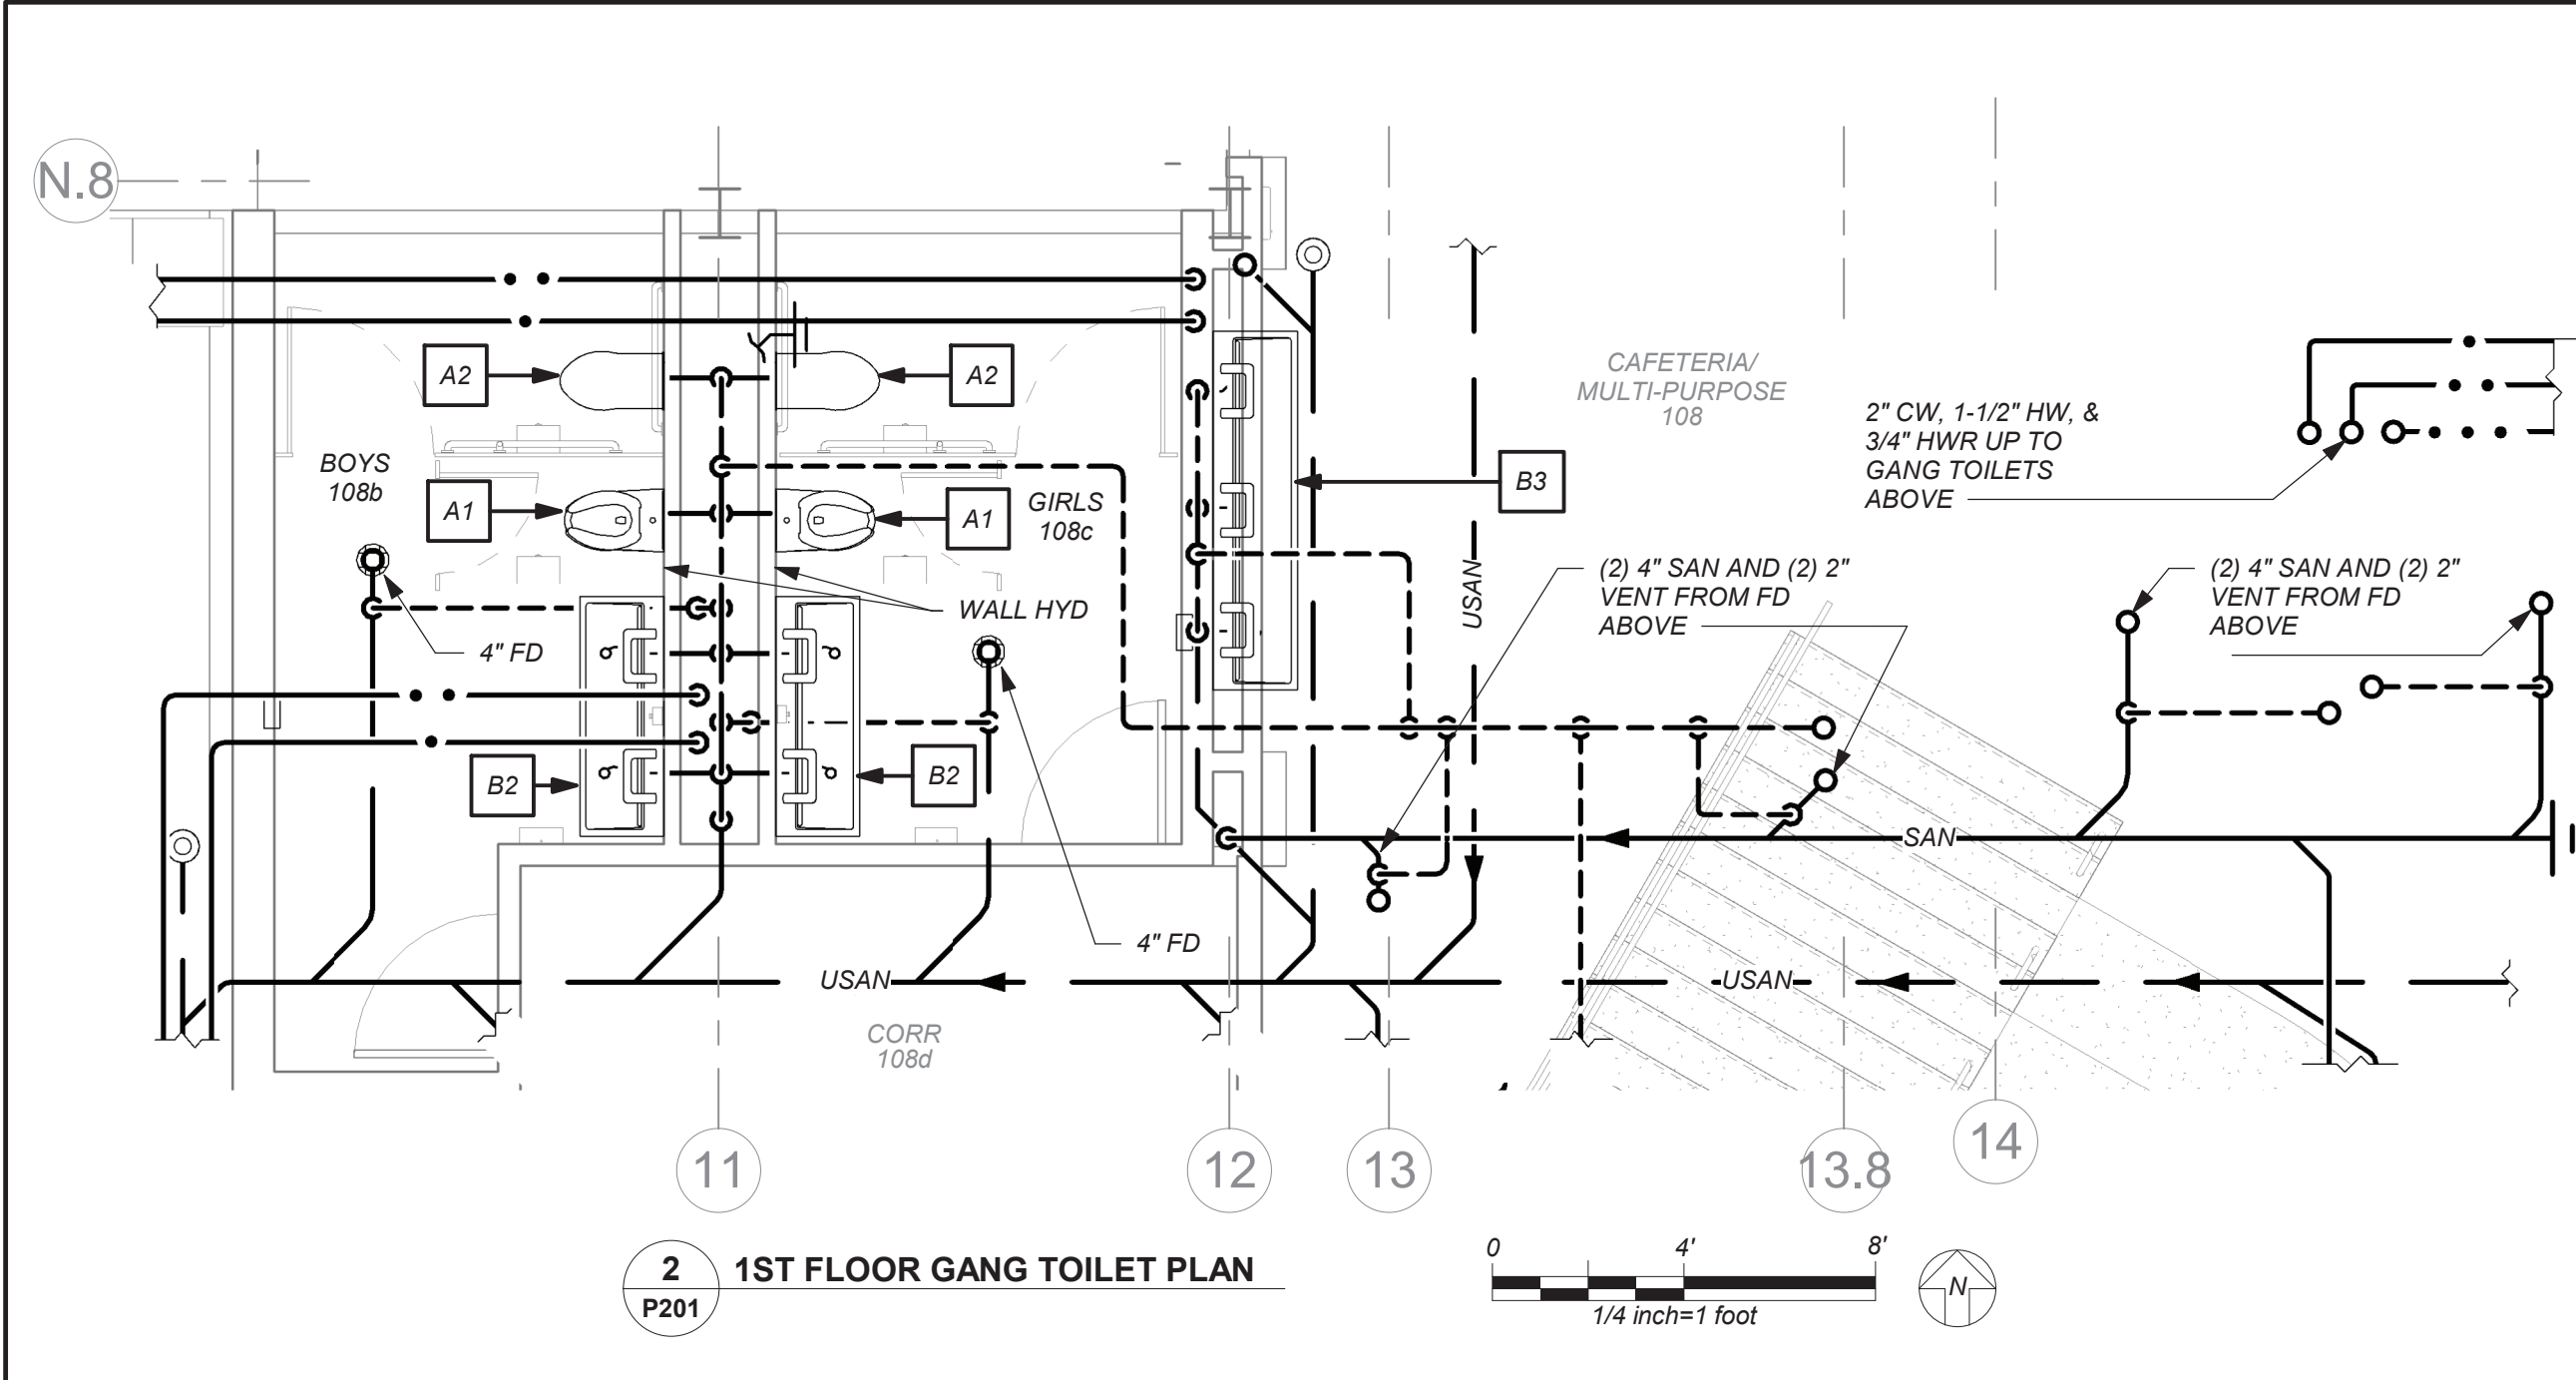 N.8
A2
A2
CAFETERIA/
MULTI-PURPOSE
108
2" CW, 1-1/2" HW, &
3/4" HWR UP TO
GANG TOILETS
ABOVE
BOYS
108b
A1
A1
GIRLS
108c
B3
USAN
(2) 4" SAN AND (2) 2"
VENT FROM FD
ABOVE
(2) 4" SAN AND (2) 2"
VENT FROM FD
ABOVE
WALL HYD
4" FD
B2
B2
SAN
4" FD
USAN
USAN
CORR
108d
11
12
13
13.8
14
2
P201
1ST FLOOR GANG TOILET PLAN
0 4' 8'
1/4 inch=1 foot
N